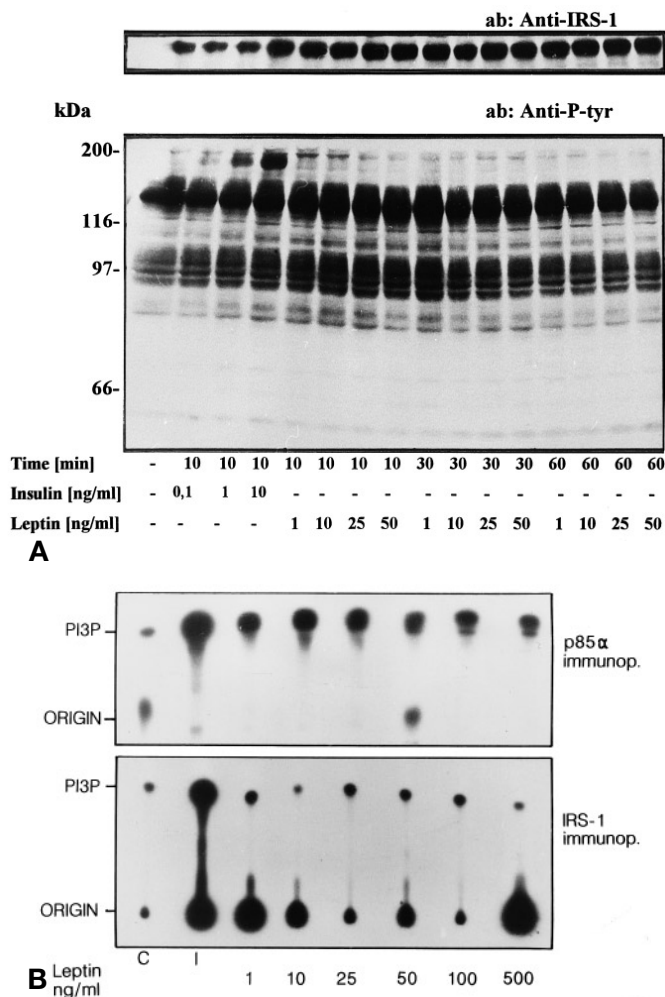 ab: Anti-IRS-1
kDa
ab: Anti-P-tyr
200-
116-
97-
66-
Time [min] - 10 10 10 10 10 10 10 30 30 30 30 60 60 60 60
Insulin [ng/ml] - 0,1 1 10 - - - - - - - - - - - -
Leptin [ng/ml] - - - - 1 10 25 50 1 10 25 50 1 10 25 50
A
PI3P
p85α
immunop.
ORIGIN
PI3P
IRS-1
immunop.
ORIGIN
C I
B Leptin 1 10 25 50 100 500
ng/ml